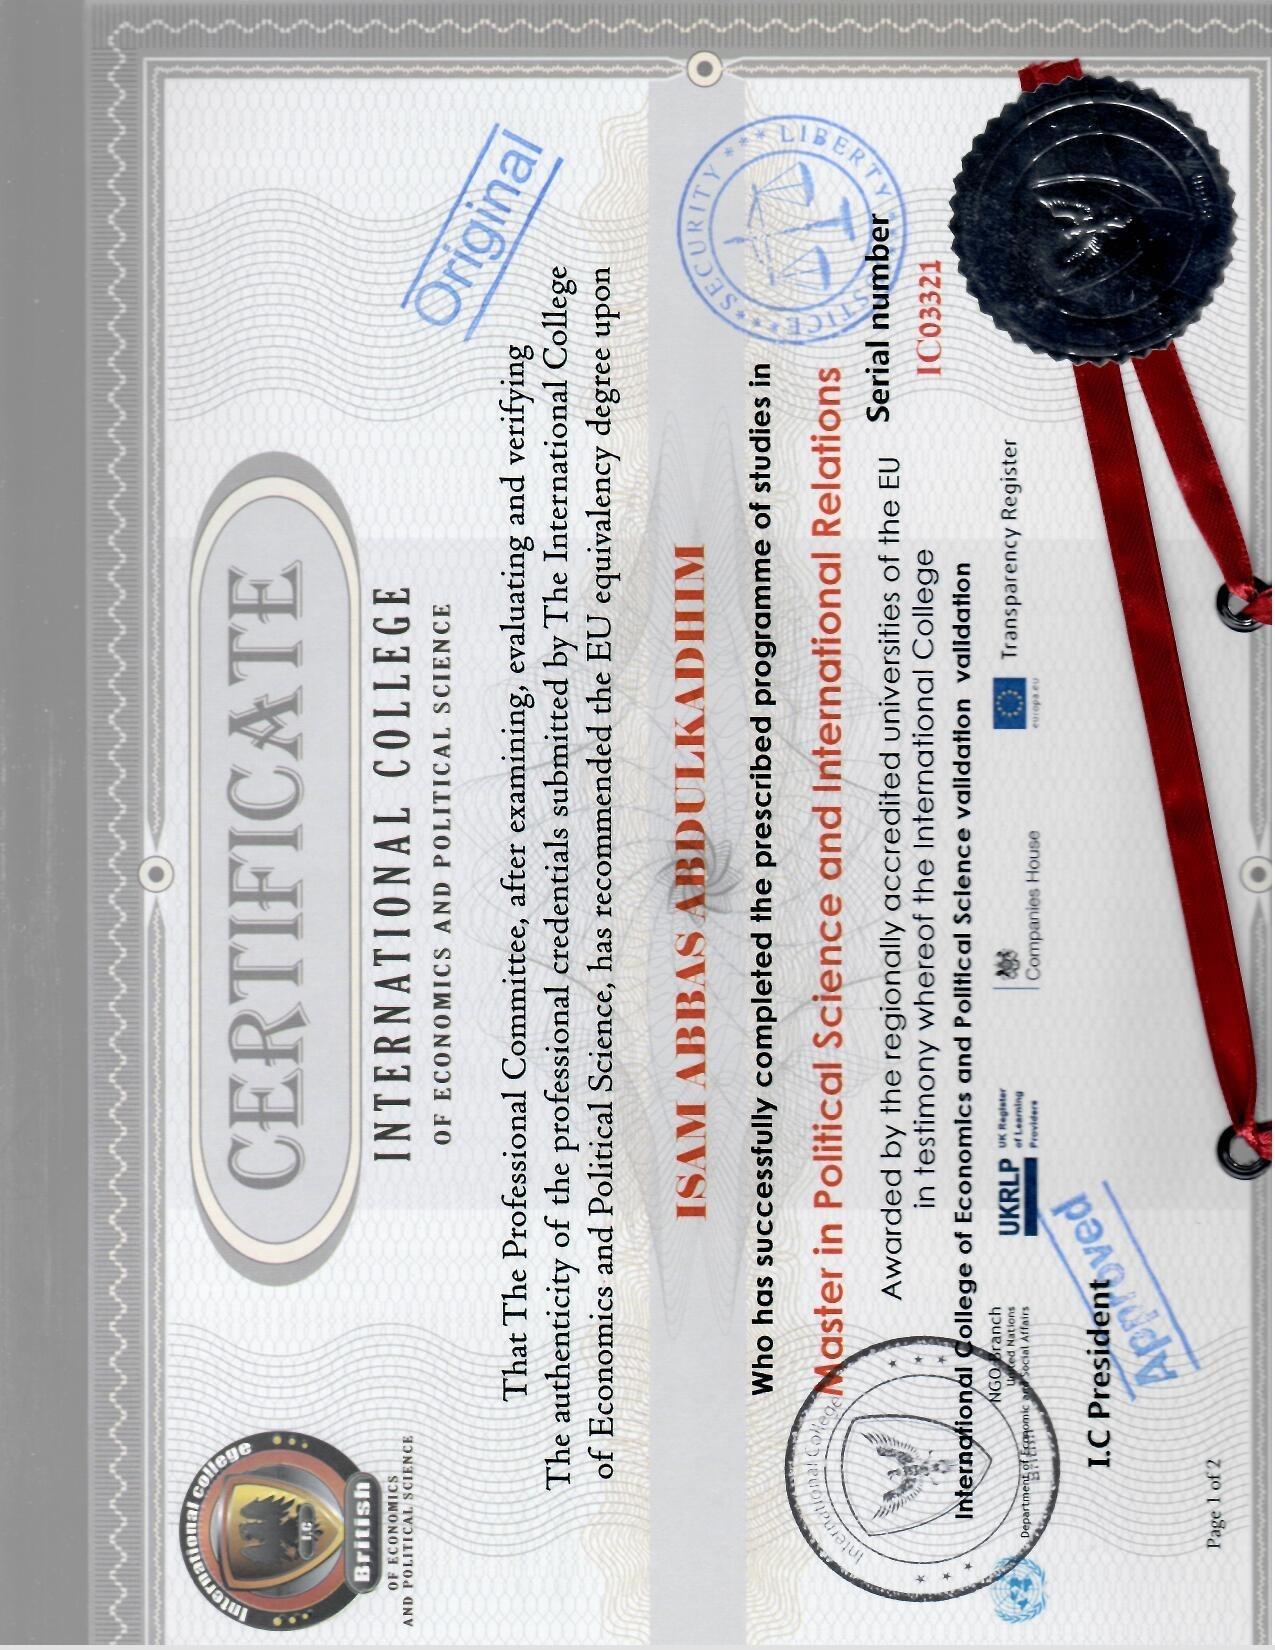 International college
I.C
British
OF ECONOMICS
AND POLITICAL SCIENCE
CERTIFICATE
INTERNATIONAL COLLEGE
OF ECONOMICS AND POLITICAL SCIENCE
Original
That The Professional Committee, after examining, evaluating and verifying
The authenticity of the professional credentials submitted by The International College
of Economics and Political Science, has recommended the EU equivalency degree upon
ISAM ABBAS ABDULKADHIM
Who has successfully completed the prescribed programme of studies in
Master in Political Science and International Relations
SECURITY
LIBERTY
JUSTICE
International College
British
Awarded by the regionally accredited universities of the EU
in testimony whereof the International College
Serial number
IC03321
International College of Economics and Political Science validation validation
NGO Branch
United Nations
Department of Economic and Social Affairs
UKRLP
UK Register
of Learning
Providers
Companies House
europa.eu
Transparency Register
I.C President
Approved
Page 1 of 2